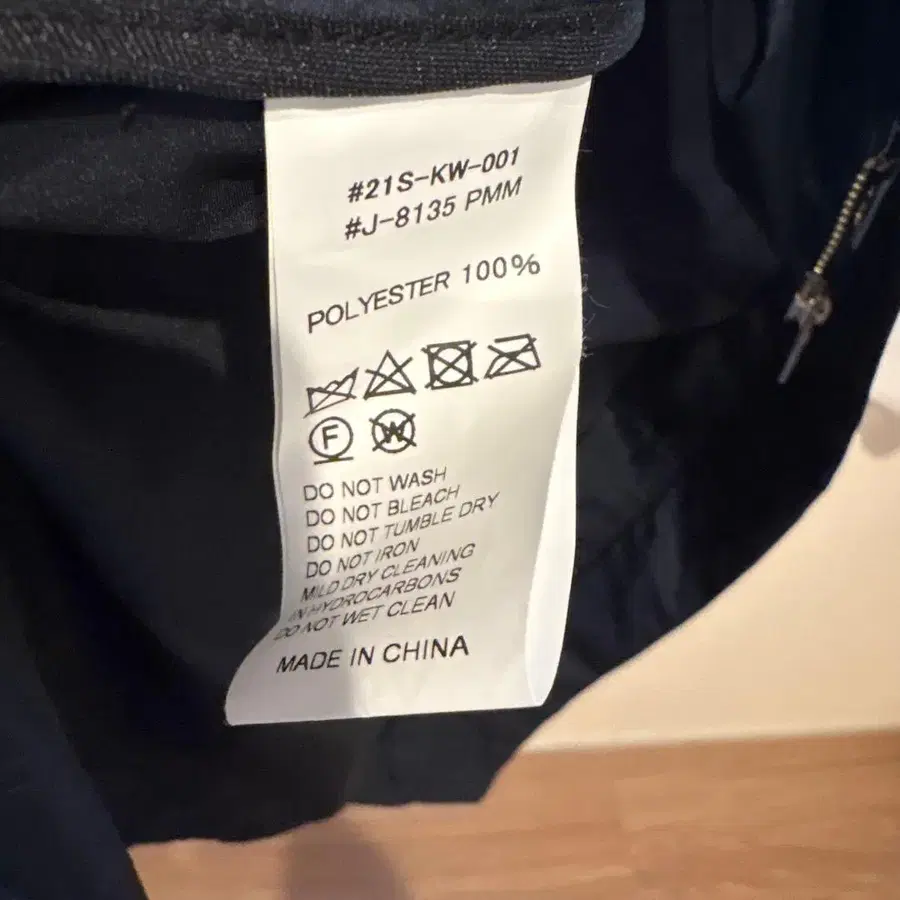 #21S-KW-001
#J-8135 PMM
POLYESTER 100%
F W
DO NOT WASH
DO NOT BLEACH
DO NOT TUMBLE DRY
DO NOT IRON
MILD DRY CLEANING
IN HYDROCARBONS
DO NOT WET CLEAN
MADE IN CHINA